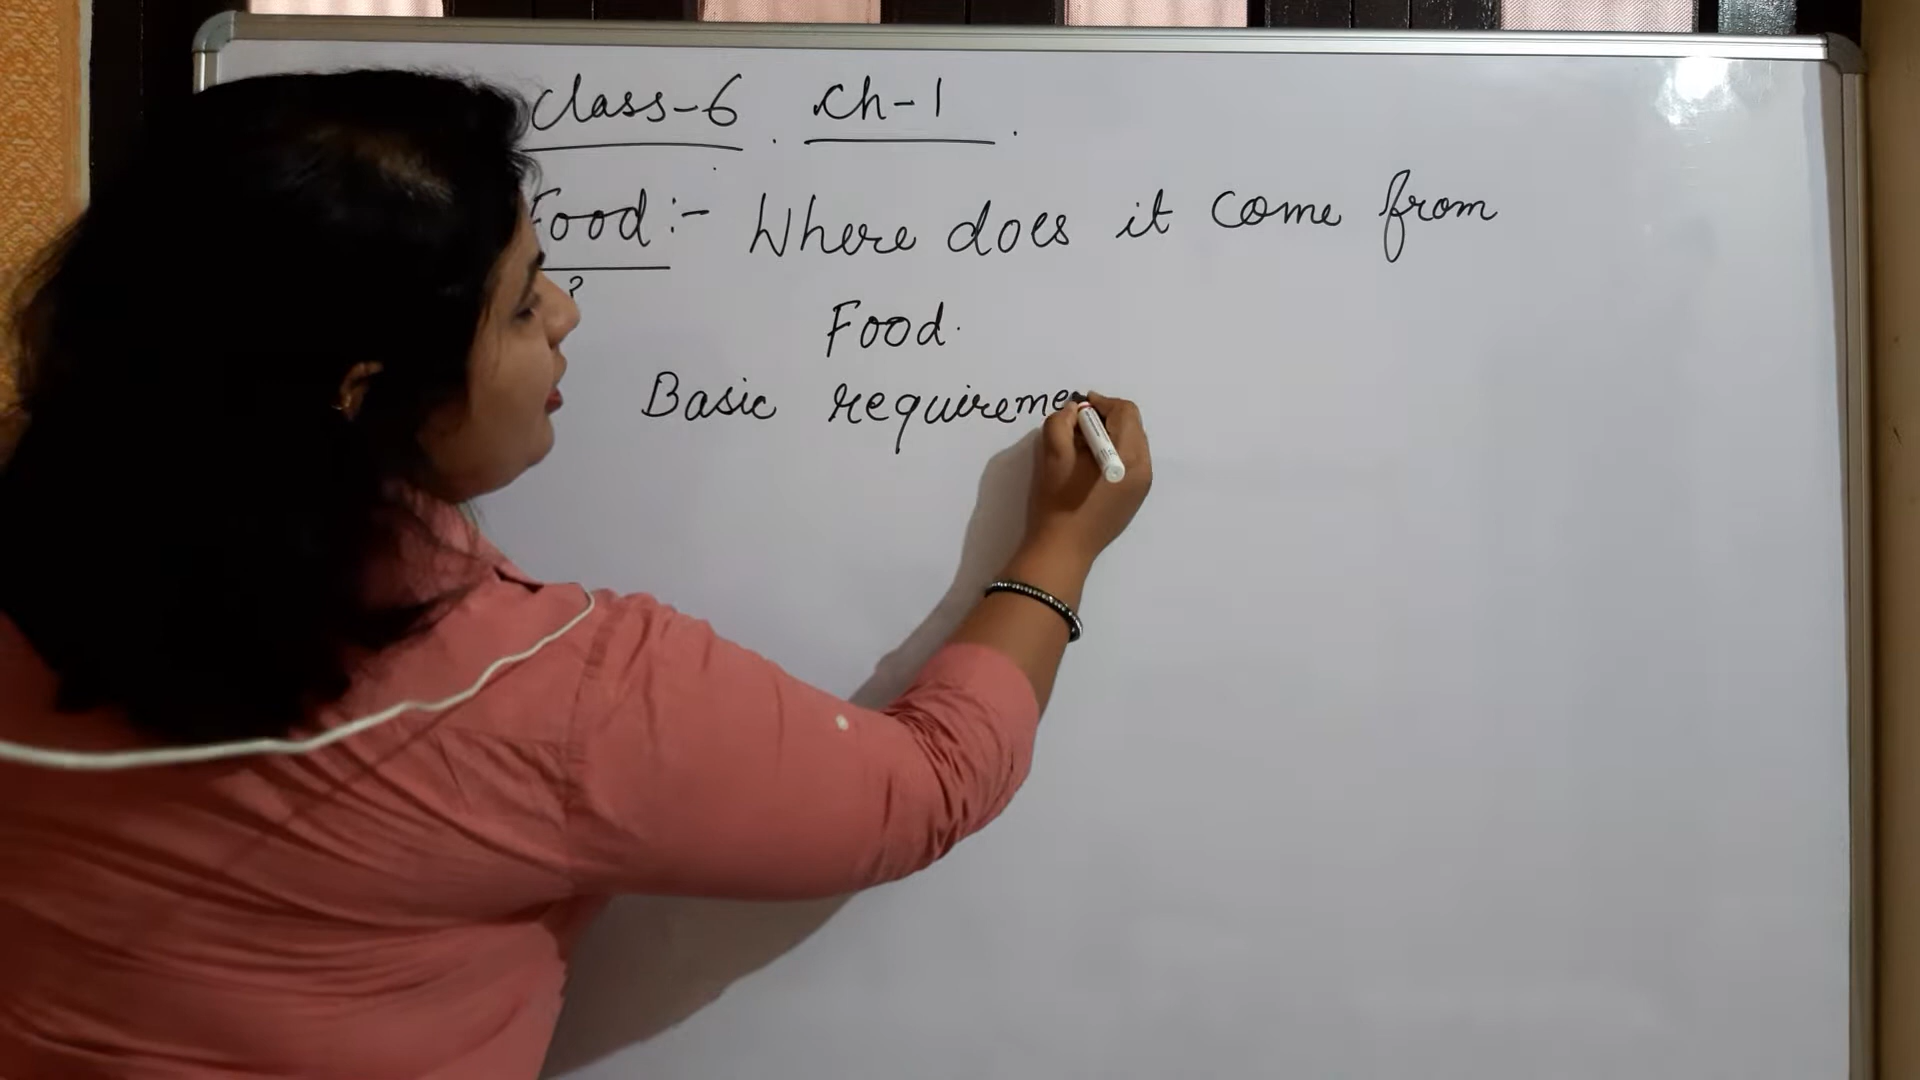 Class-6 Ch-1
Food:- Where does it come from
?
Food.
Basic requireme